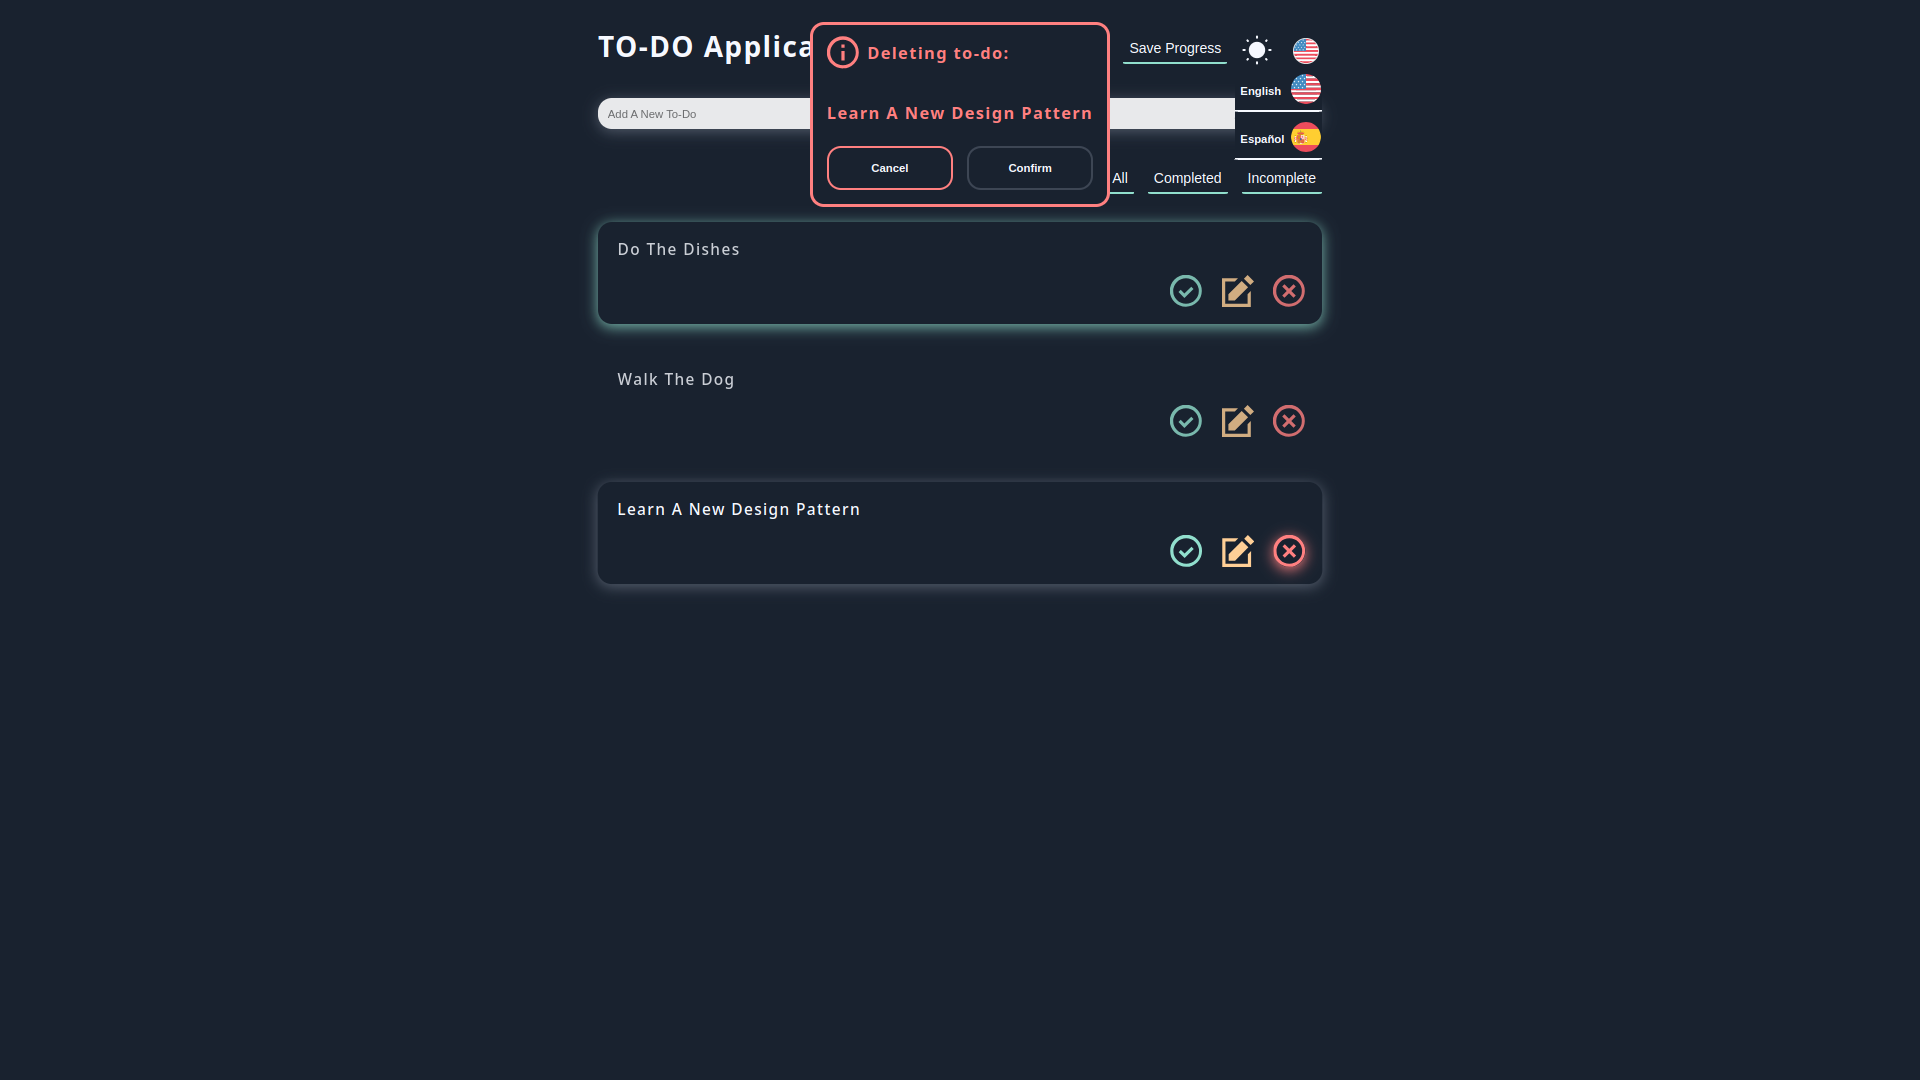 TO-DO Applica
Deleting to-do:
Learn A New Design Pattern
Cancel
Confirm
Save Progress
English
Español
Add A New To-Do
All
Completed
Incomplete
Do The Dishes
Walk The Dog
Learn A New Design Pattern